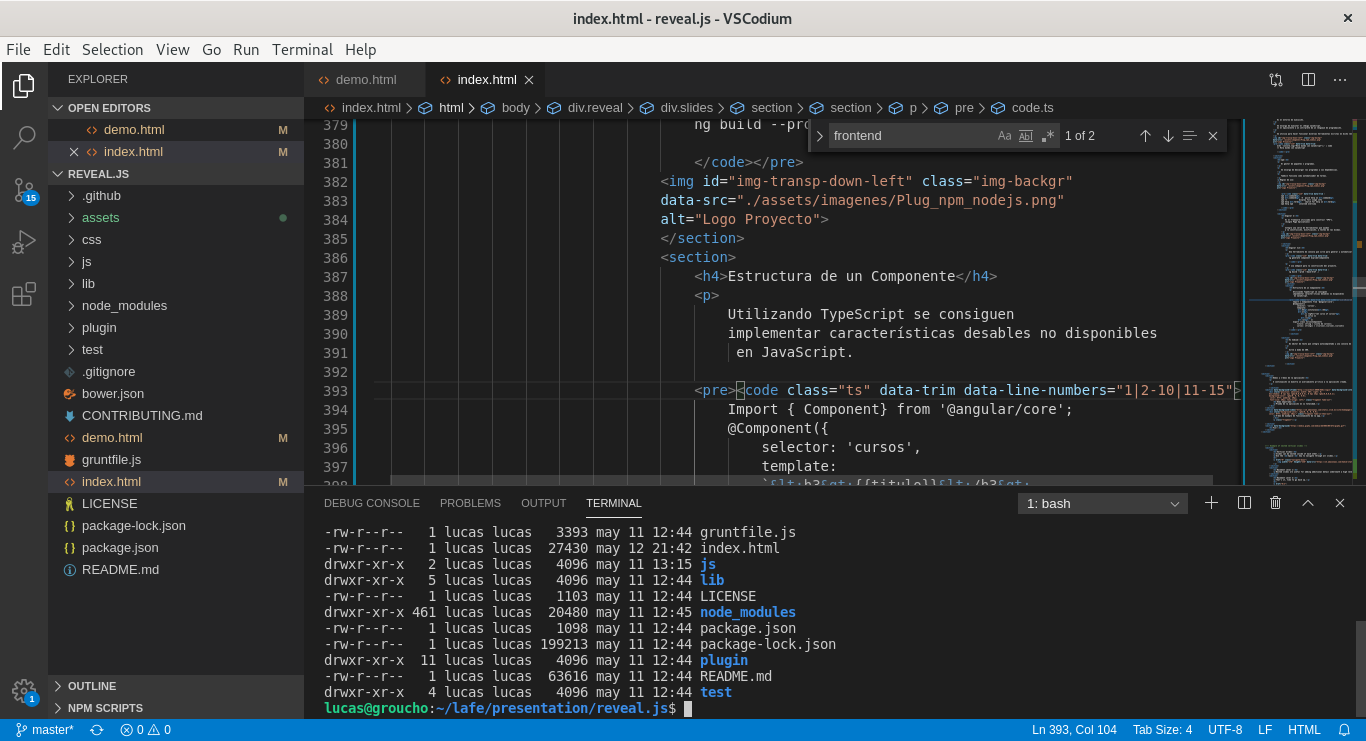 index.html - reveal.js - VSCodium
File Edit Selection View Go Run Terminal Help
EXPLORER
OPEN EDITORS
demo.html M
index.html M
REVEAL.JS
.github
assets
css
js
lib
node_modules
plugin
test
.gitignore
bower.json
CONTRIBUTING.md
demo.html M
gruntfile.js
index.html M
LICENSE
package-lock.json
package.json
README.md
OUTLINE
NPM SCRIPTS
15
1
demo.html index.html
index.html > html > body > div.reveal > div.slides > section > section > p > pre > code.ts
frontend Aa Abl .* 1 of 2
379 ng build --pro
380
381 </code></pre>
382 <img id="img-transp-down-left" class="img-backgr"
383 data-src="./assets/imagenes/Plug_npm_nodejs.png"
384 alt="Logo Proyecto">
385 </section>
386 <section>
387 <h4>Estructura de un Componente</h4>
388 <p>
389 Utilizando TypeScript se consiguen
390 implementar características desables no disponibles
391 en JavaScript.
392
393 <pre><code class="ts" data-trim data-line-numbers="1|2-10|11-15">
394 Import { Component} from '@angular/core';
395 @Component({
396 selector: 'cursos',
397 template:
398 `&lt;h3&gt;{{titulo}}&lt;/h3&gt;
DEBUG CONSOLE PROBLEMS OUTPUT TERMINAL 1: bash
-rw-r--r-- 1 lucas lucas 3393 may 11 12:44 gruntfile.js
-rw-r--r-- 1 lucas lucas 27430 may 12 21:42 index.html
drwxr-xr-x 2 lucas lucas 4096 may 11 13:15 js
drwxr-xr-x 5 lucas lucas 4096 may 11 12:44 lib
-rw-r--r-- 1 lucas lucas 1103 may 11 12:44 LICENSE
drwxr-xr-x 461 lucas lucas 20480 may 11 12:45 node_modules
-rw-r--r-- 1 lucas lucas 1098 may 11 12:44 package.json
-rw-r--r-- 1 lucas lucas 199213 may 11 12:44 package-lock.json
drwxr-xr-x 11 lucas lucas 4096 may 11 12:44 plugin
-rw-r--r-- 1 lucas lucas 63616 may 11 12:44 README.md
drwxr-xr-x 4 lucas lucas 4096 may 11 12:44 test
lucas@groucho:~/lafe/presentation/reveal.js$
master* 0 0 Ln 393, Col 104 Tab Size: 4 UTF-8 LF HTML